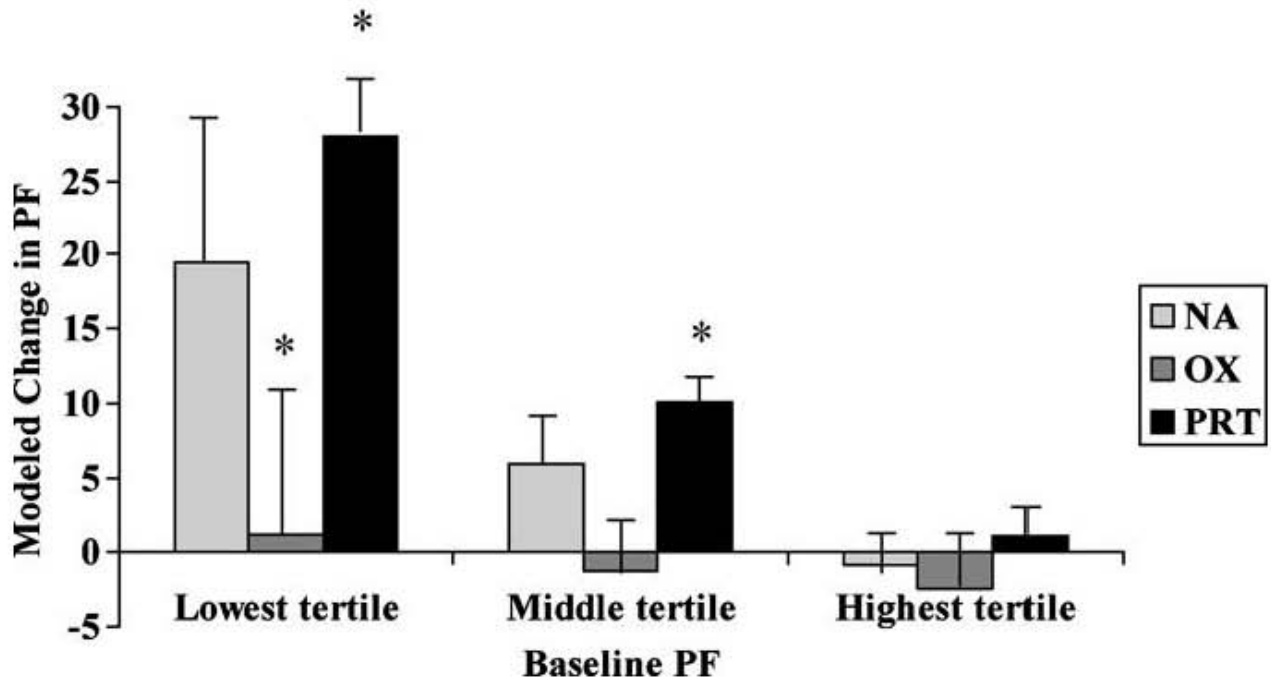 *
30
25
*
20
15
*
10
5
0
-5
Modeled Change in PF
Lowest tertile Middle tertile Highest tertile
Baseline PF
NA
OX
PRT